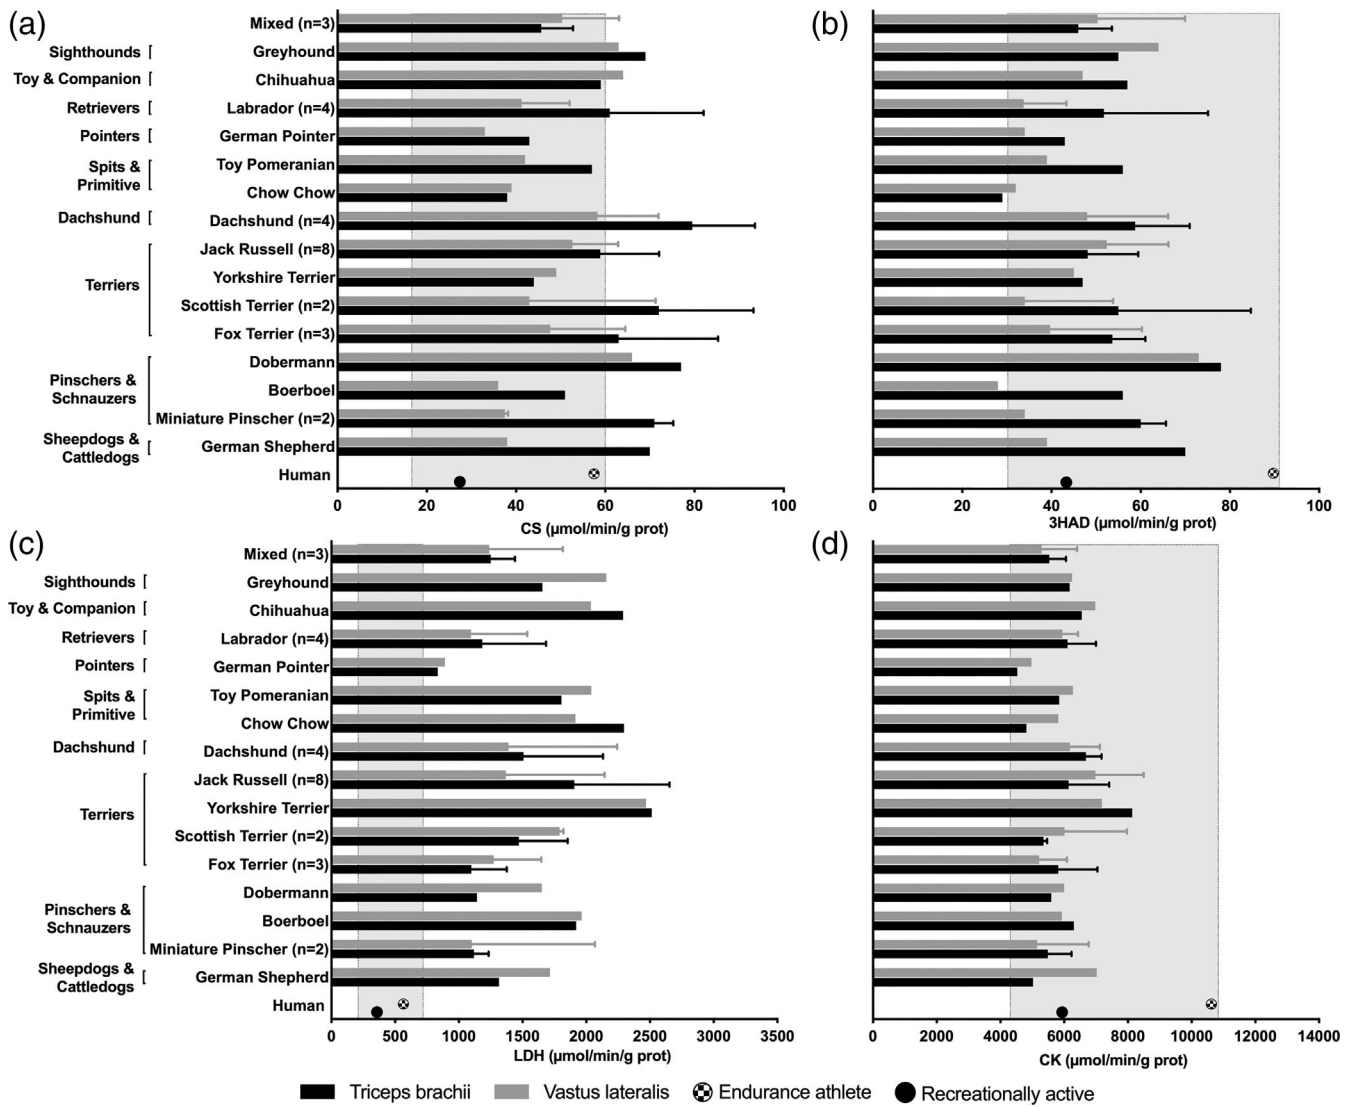 (a)
Mixed (n=3)
Sighthounds
Greyhound
Toy & Companion
Chihuahua
Retrievers
Labrador (n=4)
Pointers
German Pointer
Spits &
Primitive
Toy Pomeranian
Chow Chow
Dachshund
Dachshund (n=4)
Terriers
Jack Russell (n=8)
Yorkshire Terrier
Scottish Terrier (n=2)
Fox Terrier (n=3)
Pinschers &
Schnauzers
Dobermann
Boerboel
Miniature Pinscher (n=2)
Sheepdogs &
Cattledogs
German Shepherd
Human
0 20 40 60 80 100
CS (µmol/min/g prot)
(b)
0 20 40 60 80 100
3HAD (µmol/min/g prot)
(c)
Mixed (n=3)
Sighthounds
Greyhound
Toy & Companion
Chihuahua
Retrievers
Labrador (n=4)
Pointers
German Pointer
Spits &
Primitive
Toy Pomeranian
Chow Chow
Dachshund
Dachshund (n=4)
Terriers
Jack Russell (n=8)
Yorkshire Terrier
Scottish Terrier (n=2)
Fox Terrier (n=3)
Pinschers &
Schnauzers
Dobermann
Boerboel
Miniature Pinscher (n=2)
Sheepdogs &
Cattledogs
German Shepherd
Human
0 500 1000 1500 2000 2500 3000 3500
LDH (µmol/min/g prot)
(d)
0 2000 4000 6000 8000 10000 12000 14000
CK (µmol/min/g prot)
Triceps brachii Vastus lateralis Endurance athlete Recreationally active